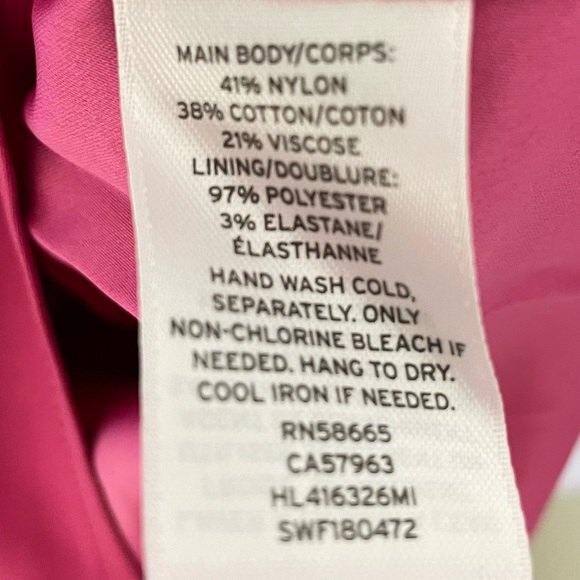 MAIN BODY/CORPS:
41% NYLON
38% COTTON/COTON
21% VISCOSE
LINING/DOUBLURE:
97% POLYESTER
3% ELASTANE/
ÉLASTHANNE
HAND WASH COLD,
SEPARATELY. ONLY
NON-CHLORINE BLEACH IF
NEEDED. HANG TO DRY.
COOL IRON IF NEEDED.
RN58665
CA57963
HL416326MI
SWF180472